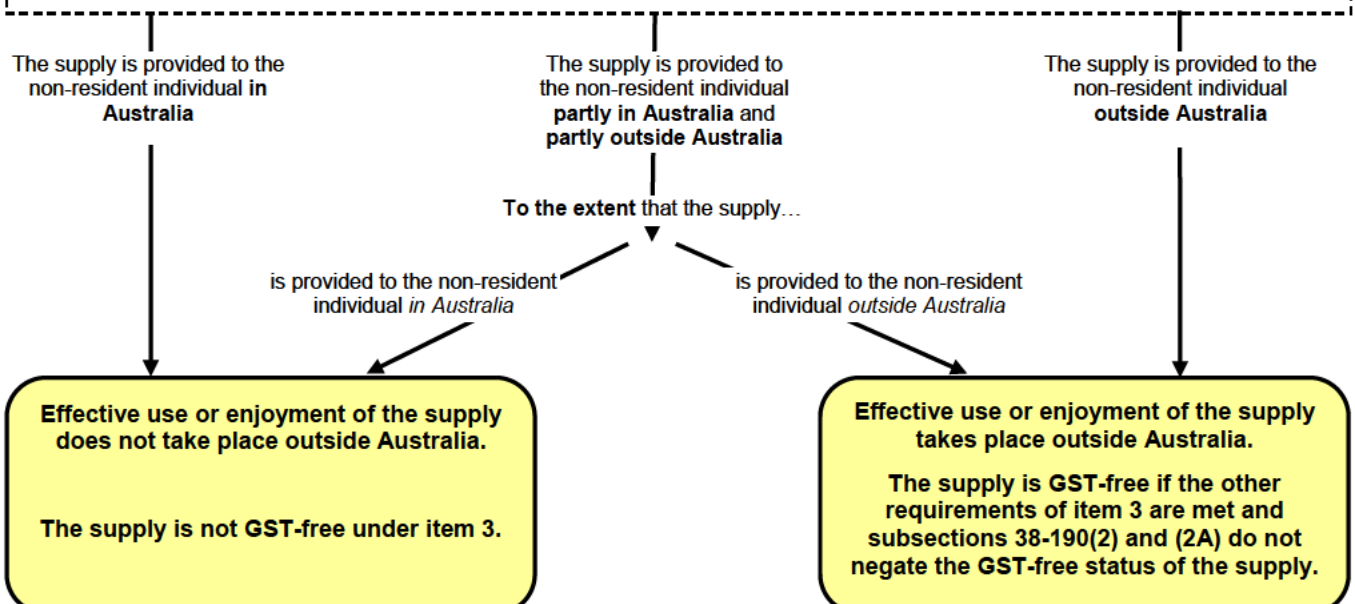 The supply is provided to the
non-resident individual in
Australia
The supply is provided to
the non-resident individual
partly in Australia and
partly outside Australia
The supply is provided to the
non-resident individual
outside Australia
To the extent that the supply…
is provided to the non-resident
individual in Australia
is provided to the non-resident
individual outside Australia
Effective use or enjoyment of the supply
does not take place outside Australia.
The supply is not GST-free under item 3.
Effective use or enjoyment of the supply
takes place outside Australia.
The supply is GST-free if the other
requirements of item 3 are met and
subsections 38-190(2) and (2A) do not
negate the GST-free status of the supply.